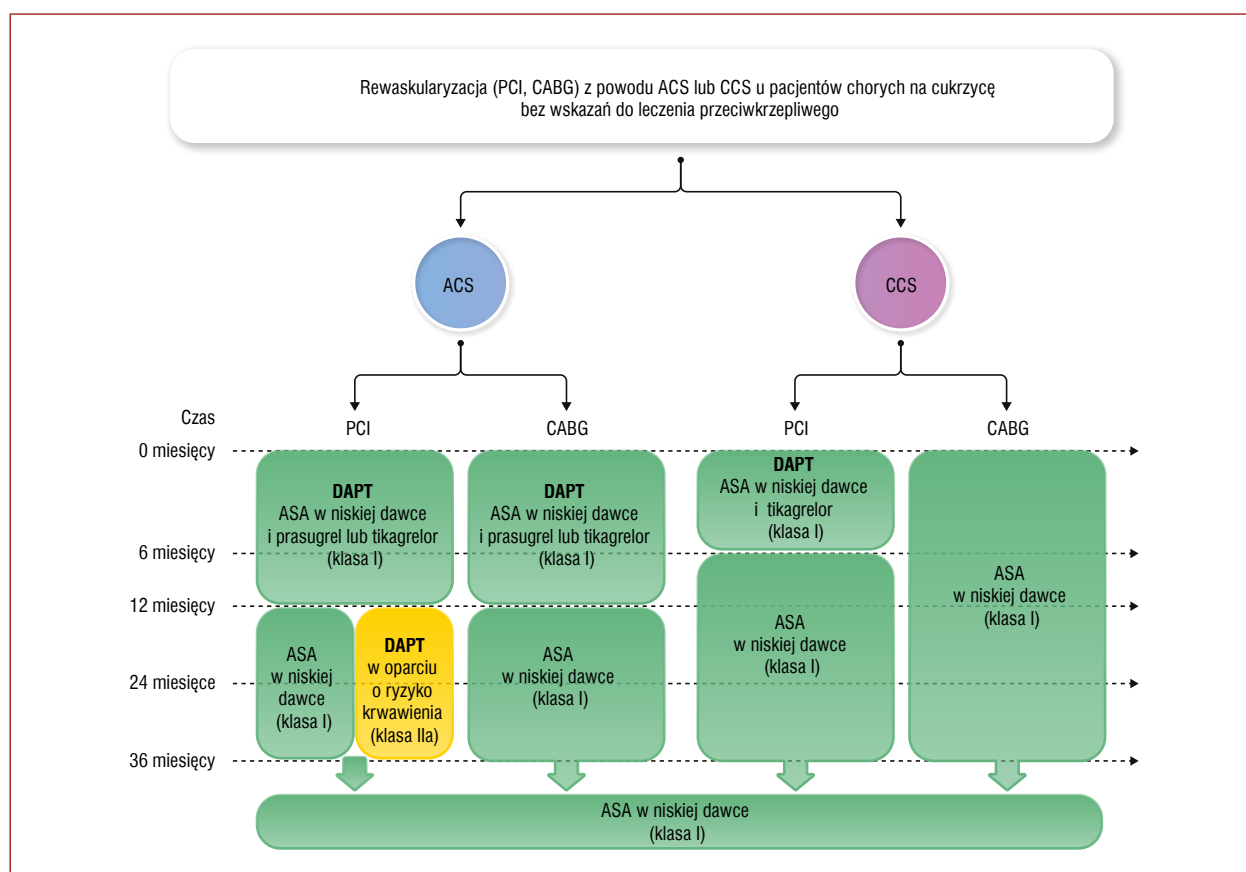 Rewaskularyzacja (PCI, CABG) z powodu ACS lub CCS u pacjentów chorych na cukrzycę
bez wskazań do leczenia przeciwkrzepliwego
ACS
CCS
Czas
PCI
CABG
PCI
CABG
0 miesięcy
DAPT
ASA w niskiej dawce
i prasugrel lub tikagrelor
(klasa I)
DAPT
ASA w niskiej dawce
i prasugrel lub tikagrelor
(klasa I)
DAPT
ASA w niskiej dawce
i tikagrelor
(klasa I)
6 miesięcy
ASA
w niskiej dawce
(klasa I)
12 miesięcy
ASA
w niskiej
dawce
(klasa I)
DAPT
w oparciu
o ryzyko
krwawienia
(klasa IIa)
ASA
w niskiej dawce
(klasa I)
ASA
w niskiej dawce
(klasa I)
24 miesiące
36 miesięcy
ASA w niskiej dawce
(klasa I)